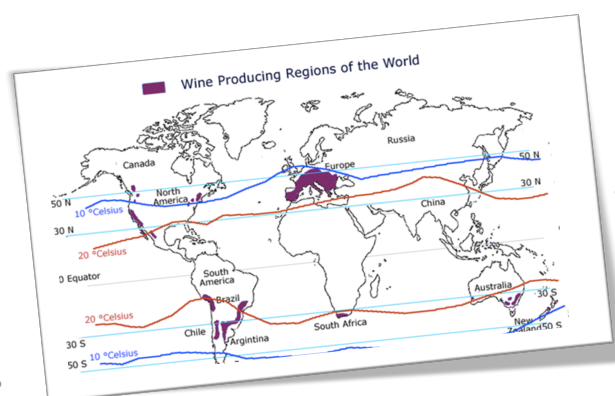 Wine Producing Regions of the World
Russia
Canada
Europe
50 N
North
America
50 N
10 °Celsius
30 N
China
30 N
20 °Celsius
0 Equator
South
America
Australia
Brazil
30 S
20 °Celsius
South Africa
New
Zealand
50 S
Chile
Argintina
30 S
10 °Celsius
50 S